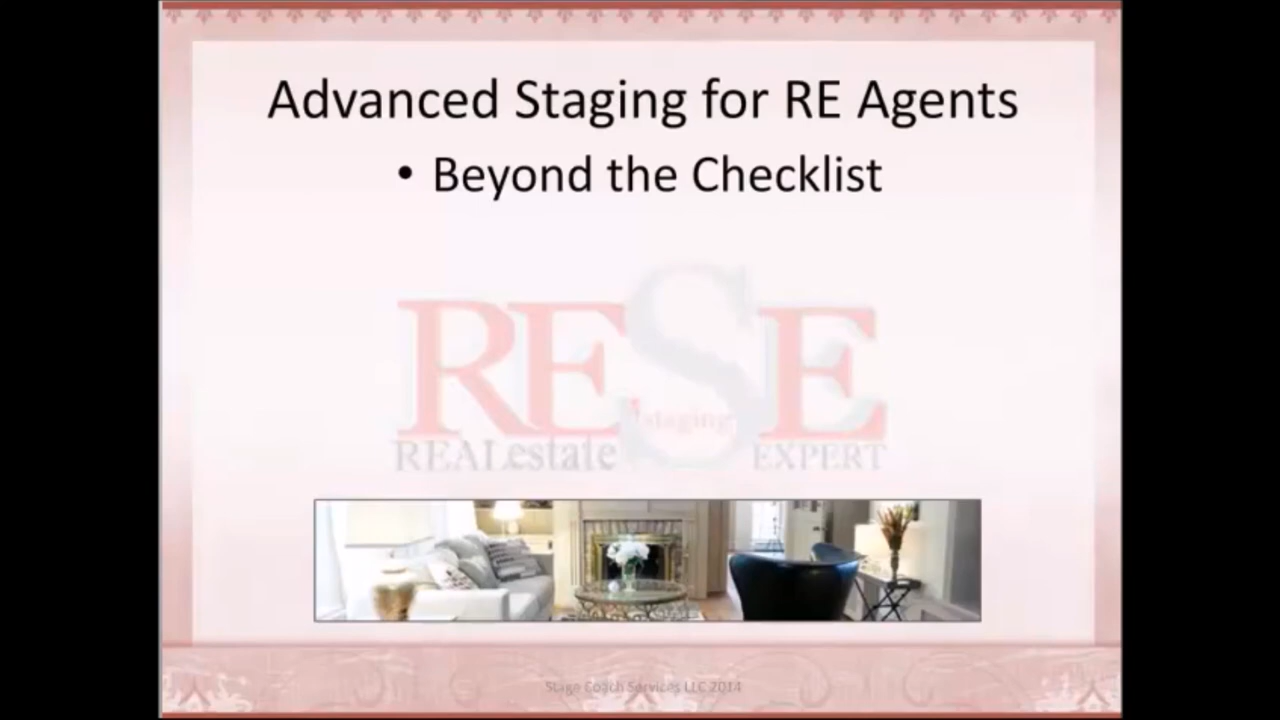 Advanced Staging for RE Agents
• Beyond the Checklist
RESE
staging
REALestate EXPERT
Stage Coach Services LLC 2014